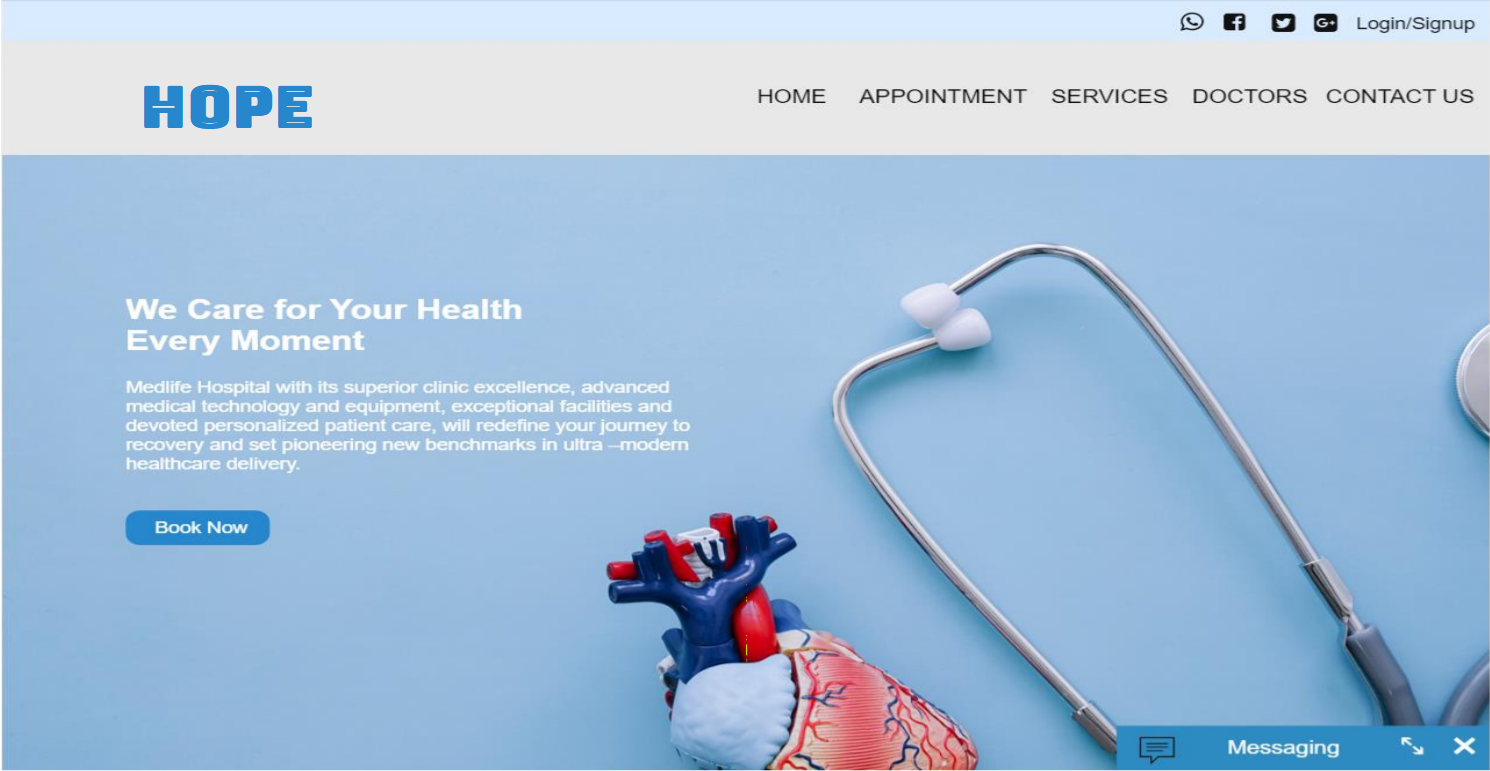 Login/Signup
HOPE
HOME APPOINTMENT SERVICES DOCTORS CONTACT US
We Care for Your Health
Every Moment
Medlife Hospital with its superior clinic excellence, advanced
medical technology and equipment, exceptional facilities and
devoted personalized patient care, will redefine your journey to
recovery and set pioneering new benchmarks in ultra –modern
healthcare delivery.
Book Now
Messaging